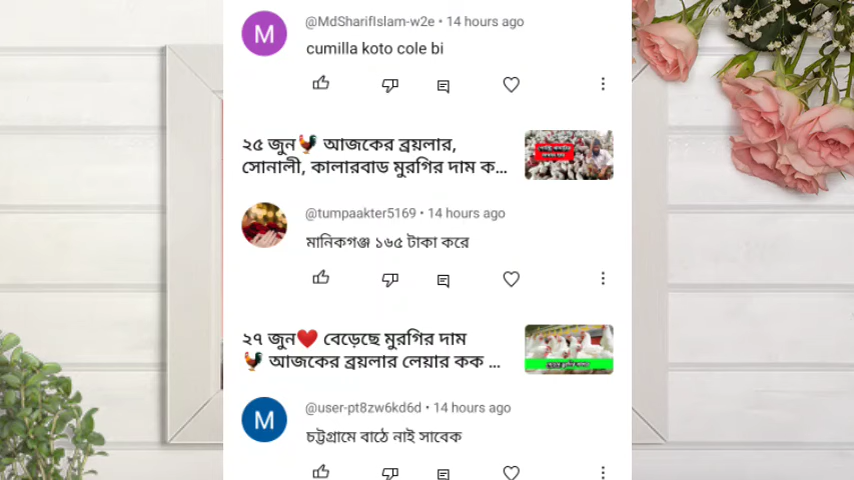 M
@MdSharifIslam-w2e • 14 hours ago
cumilla koto cole bi
২৫ জুন🐓 আজকের ব্রয়লার,
সোনালী, কালারবাড মুরগির দাম ক...
@tumpaakter5169 • 14 hours ago
মানিকগঞ্জ ১৬৫ টাকা করে
২৭ জুন❤️ বেড়েছে মুরগির দাম
🐓 আজকের ব্রয়লার লেয়ার কক ...
M
@user-pt8zw6kd6d • 14 hours ago
চট্টগ্রামে বাঠে নাই সাবেক